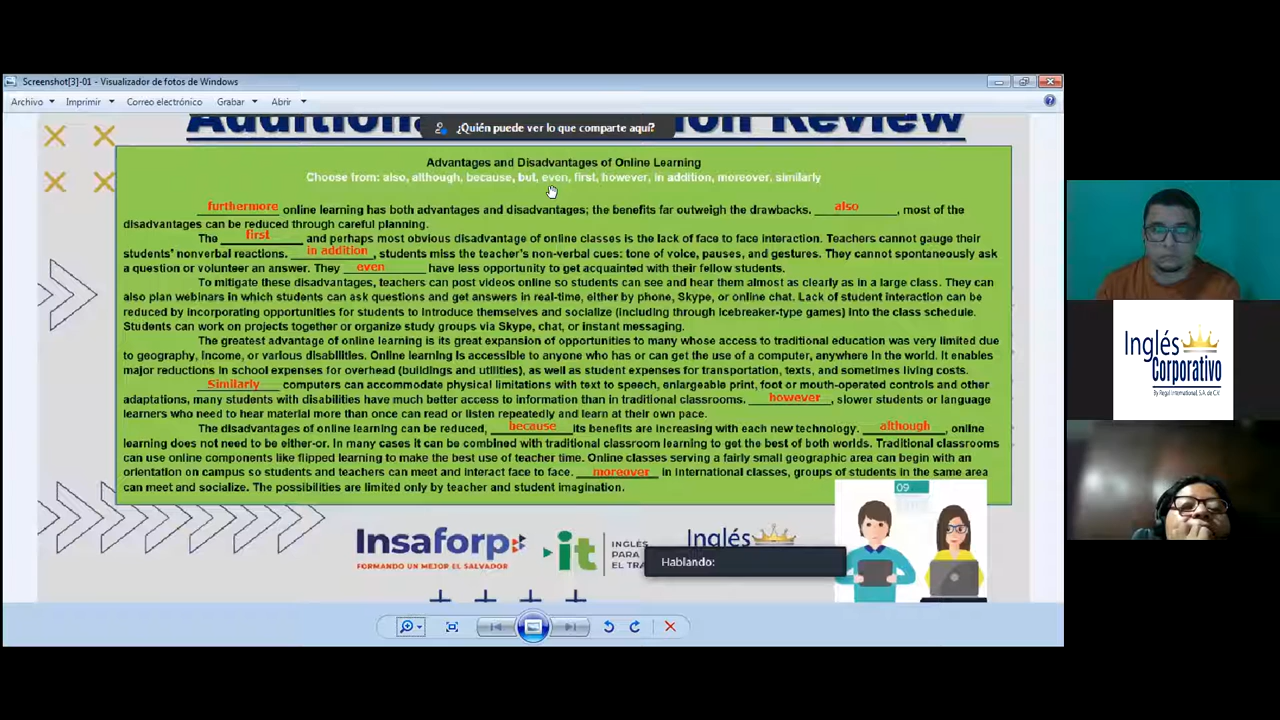 Screenshot[3]-01 - Visualizador de fotos de Windows
Archivo Imprimir Correo electrónico Grabar Abrir
¿Quién puede ver lo que comparte aquí?
Review
Advantages and Disadvantages of Online Learning
Choose from: also, although, because, but, even, first, however, in addition, moreover, similarly
furthermore online learning has both advantages and disadvantages; the benefits far outweigh the drawbacks. also, most of the
disadvantages can be reduced through careful planning.
The first and perhaps most obvious disadvantage of online classes is the lack of face to face interaction. Teachers cannot gauge their
students' nonverbal reactions. in addition, students miss the teacher's non-verbal cues: tone of voice, pauses, and gestures. They cannot spontaneously ask
a question or volunteer an answer. They even have less opportunity to get acquainted with their fellow students.
To mitigate these disadvantages, teachers can post videos online so students can see and hear them almost as clearly as in a large class. They can
also plan webinars in which students can ask questions and get answers in real-time, either by phone, Skype, or online chat. Lack of student interaction can be
reduced by incorporating opportunities for students to introduce themselves and socialize (including through icebreaker-type games) into the class schedule.
Students can work on projects together or organize study groups via Skype, chat, or instant messaging.
The greatest advantage of online learning is its great expansion of opportunities to many whose access to traditional education was very limited due
to geography, income, or various disabilities. Online learning is accessible to anyone who has or can get the use of a computer, anywhere in the world. It enables
major reductions in school expenses for overhead (buildings and utilities), as well as student expenses for transportation, texts, and sometimes living costs.
Similarly computers can accommodate physical limitations with text to speech, enlargeable print, foot or mouth-operated controls and other
adaptations, many students with disabilities have much better access to information than in traditional classrooms. however, slower students or language
learners who need to hear material more than once can read or listen repeatedly and learn at their own pace.
The disadvantages of online learning can be reduced, because its benefits are increasing with each new technology. although, online
learning does not need to be either-or. In many cases it can be combined with traditional classroom learning to get the best of both worlds. Traditional classrooms
can use online components like flipped learning to make the best use of teacher time. Online classes serving a fairly small geographic area can begin with an
orientation on campus so students and teachers can meet and interact face to face. moreover in international classes, groups of students in the same area
can meet and socialize. The possibilities are limited only by teacher and student imagination.
09
Insaforp
FORMANDO UN MEJOR EL SALVADOR
it
INGLÉS
PARA
EL TRA
Inglés
Hablando:
Inglés
Corporativo
By Regal International, S.A. de C.V.